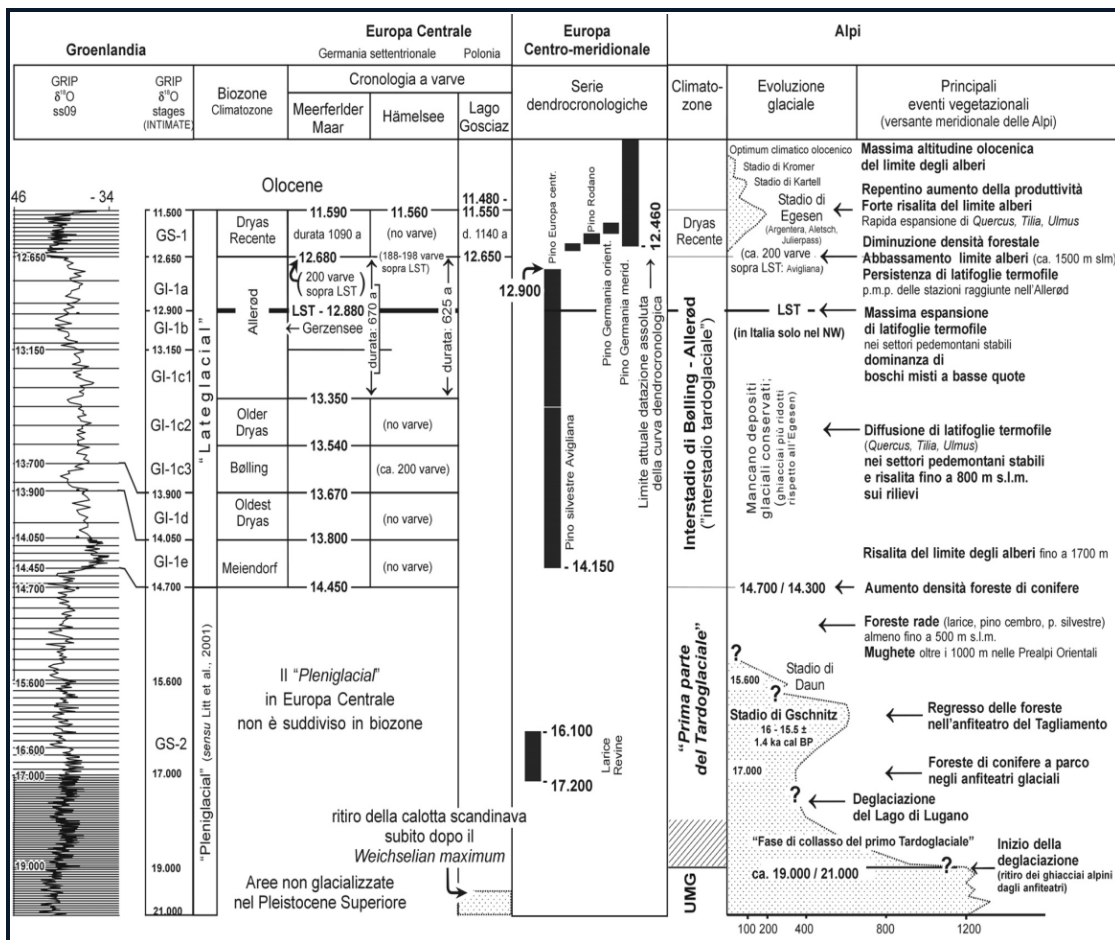 Groenlandia
Europa Centrale
Germania settentrionale
Polonia
Europa
Centro-meridionale
Alpi
GRIP
δ¹⁸O
ss09
GRIP
δ¹⁸O
stages
(INTIMATE)
Biozone
Climatozone
Cronologia a varve
Meerferlder
Maar
Hämelsee
Lago
Gosciaz
Serie
dendrocronologiche
Climato-
zone
Evoluzione
glaciale
Principali
eventi vegetazionali
(versante meridionale delle Alpi)
46
- 34
11.500
12.650
12.900
13.150
13.700
13.900
14.050
14.450
14.700
15.600
16.600
17.000
19.000
11.500
GS-1
12.650
GI-1a
12.900
GI-1b
13.150
GI-1c1
GI-1c2
GI-1c3
13.900
GI-1d
14.050
GI-1e
14.700
15.600
GS-2
17.000
19.000
21.000
"Lateglacial"
"Pleniglacial" (sensu Litt et al., 2001)
Olocene
Dryas
Recente
Allerød
Older
Dryas
Bølling
Oldest
Dryas
Meiendorf
11.590
durata 1090 a
12.680
(200 varve
sopra LST)
LST - 12.880
← Gerzensee
13.350
13.540
13.670
13.800
14.450
11.560
(no varve)
(188-198 varve
sopra LST)
durata: 670 a
durata: 625 a
(no varve)
(ca. 200 varve)
(no varve)
(no varve)
11.480 -
11.550
d. 1140 a
12.650
Il "Pleniglacial"
in Europa Centrale
non è suddiviso in biozone
ritiro della calotta scandinava
subito dopo il
Weichselian maximum
Aree non glacializzate
nel Pleistocene Superiore
12.900
Pino Europa centr.
Pino Rodano
Pino Germania orient.
Pino Germania merid.
- 12.460
Limite attuale datazione assoluta
della curva dendrocronologica
Pino silvestre Avigliana
- 14.150
- 16.100
Larice
Revine
- 17.200
Dryas
Recente
Interstadio di Bølling - Allerød
("interstadio tardoglaciale")
"Prima parte
del Tardoglaciale"
UMG
Optimum climatico olocenico
Stadio di Kromer
Stadio di Kartell
Stadio di
Egesen
(Argentera, Aletsch,
Julierpass)
(ca. 200 varve
sopra LST: Avigliana)
LST
(in Italia solo nel NW)
Mancano depositi
glaciali conservati;
(ghiacciai più ridotti
rispetto all'Egesen)
14.700 / 14.300
?
15.600
Stadio di
Daun
?
Stadio di Gschnitz
16 - 15.5 ±
1.4 ka cal BP
17.000
?
"Fase di collasso del primo Tardoglaciale"
ca. 19.000 / 21.000
?
100 200
800
1200
Massima altitudine olocenica
del limite degli alberi
Repentino aumento della produttività
Forte risalita del limite alberi
Rapida espansione di Quercus, Tilia, Ulmus
Diminuzione densità forestale
Abbassamento limite alberi (ca. 1500 m slm)
Persistenza di latifoglie termofile
p.m.p. delle stazioni raggiunte nell'Allerød
Massima espansione
di latifoglie termofile
nei settori pedemontani stabili
dominanza di
boschi misti a basse quote
Diffusione di latifoglie termofile
(Quercus, Tilia, Ulmus)
nei settori pedemontani stabili
e risalita fino a 800 m s.l.m.
sui rilievi
Risalita del limite degli alberi fino a 1700 m
Aumento densità foreste di conifere
Foreste rade (larice, pino cembro, p. silvestre)
almeno fino a 500 m s.l.m.
Mughete oltre i 1000 m nelle Prealpi Orientali
Regresso delle foreste
nell'anfiteatro del Tagliamento
Foreste di conifere a parco
negli anfiteatri glaciali
Deglaciazione
del Lago di Lugano
Inizio della
deglaciazione
(ritiro dei ghiacci alpini
dagli anfiteatri)